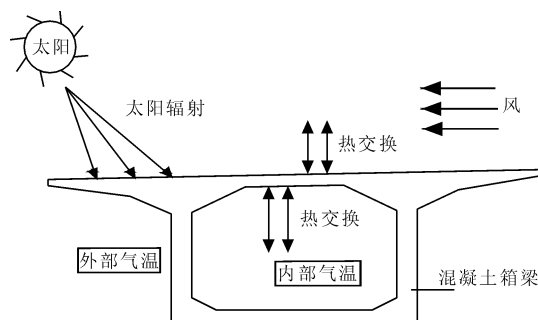 太阳
太阳辐射
风
热交换
热交换
外部气温
内部气温
混凝土箱梁